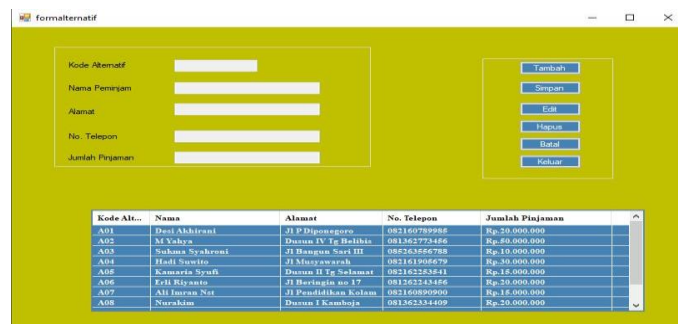 formalternatif
Kode Alternatif
Nama Peminjam
Alamat
No. Telepon
Jumlah Pinjaman
Tambah
Simpan
Edit
Hapus
Batal
Keluar
Kode Alt... Nama Alamat No. Telepon Jumlah Pinjaman
A01 Desi Akhirani Jl P Diponegoro 082160789985 Rp.20.000.000
A02 M Yahya Dusun IV Tg Belibis 081362773456 Rp.50.000.000
A03 Sukma Syahroni Jl Bangun Sari III 085263556788 Rp.10.000.000
A04 Hadi Suwito Jl Musyawarah 082161905679 Rp.30.000.000
A05 Kamaria Syufi Dusun II Tg Selamat 082162253541 Rp.15.000.000
A06 Erli Riyanto Jl Beringin no 17 081262243456 Rp.20.000.000
A07 Ali Imran Nst Jl Pendidikan Kolam 082160890900 Rp.15.000.000
A08 Nurakim Dusun I Kamboja 081362334409 Rp.20.000.000